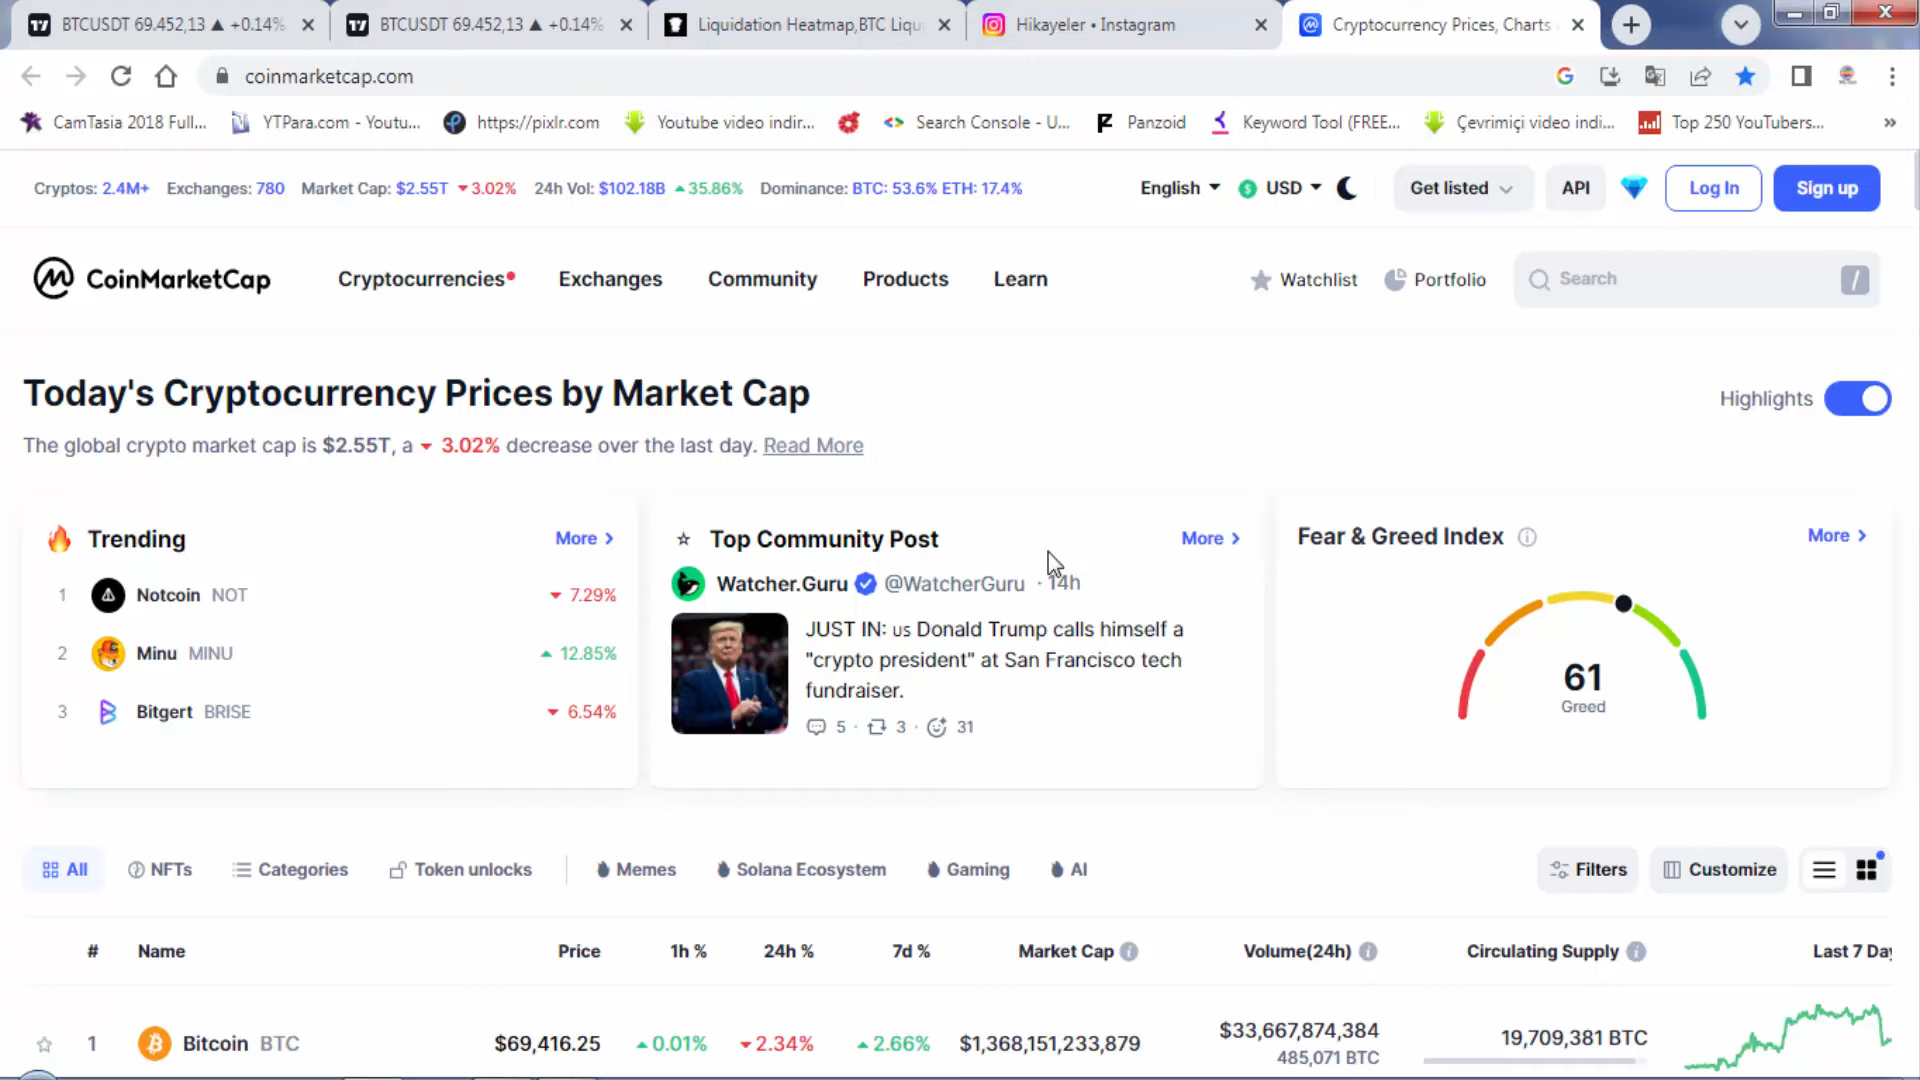 BTCUSDT 69.452,13 ▲ +0.14%
BTCUSDT 69.452,13 ▲ +0.14%
Liquidation Heatmap,BTC Liqu
Hikayeler • Instagram
Cryptocurrency Prices, Charts
coinmarketcap.com
CamTasia 2018 Full...
YTPara.com - Youtu...
https://pixlr.com
Youtube video indir...
Search Console - U...
Panzoid
Keyword Tool (FREE...
Çevrimiçi video indi...
Top 250 YouTubers...
»
Cryptos: 2.4M+ Exchanges: 780 Market Cap: $2.55T ▼3.02% 24h Vol: $102.18B ▲35.86% Dominance: BTC: 53.6% ETH: 17.4%
English
USD
Get listed
API
Log In
Sign up
CoinMarketCap
Cryptocurrencies
Exchanges
Community
Products
Learn
Watchlist
Portfolio
Search
/
Today's Cryptocurrency Prices by Market Cap
Highlights
The global crypto market cap is $2.55T, a ▼ 3.02% decrease over the last day. Read More
Trending
More >
1 Notcoin NOT ▼ 7.29%
2 Minu MINU ▲ 12.85%
3 Bitgert BRISE ▼ 6.54%
Top Community Post
More >
Watcher.Guru @WatcherGuru · 14h
JUST IN: us Donald Trump calls himself a
"crypto president" at San Francisco tech
fundraiser.
5 · 3 · 31
Fear & Greed Index
More >
61
Greed
All
NFTs
Categories
Token unlocks
Memes
Solana Ecosystem
Gaming
AI
Filters
Customize
# Name Price 1h % 24h % 7d % Market Cap Volume(24h) Circulating Supply Last 7 Day
1 Bitcoin BTC $69,416.25 ▲0.01% ▼2.34% ▲2.66% $1,368,151,233,879 $33,667,874,384 19,709,381 BTC
485,071 BTC